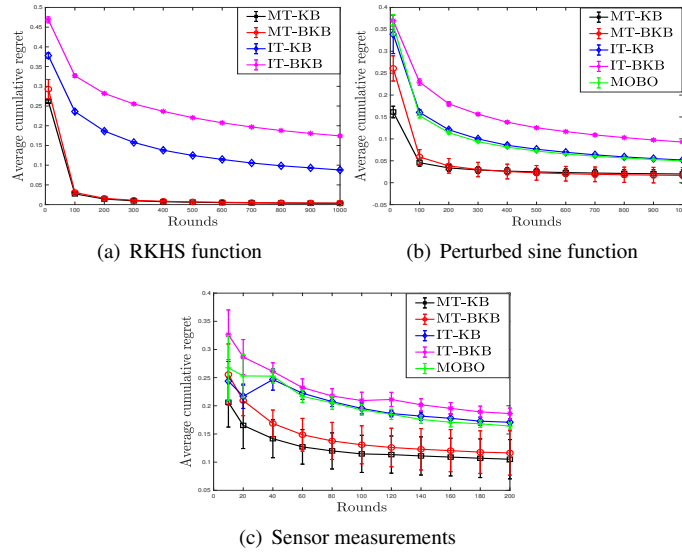 Average cumulative regret
0.5
0.45
0.4
0.35
0.3
0.25
0.2
0.15
0.1
0.05
0
0 100 200 300 400 500 600 700 800 900 1000
Rounds
MT-KB
MT-BKB
IT-KB
IT-BKB
(a) RKHS function
Average cumulative regret
0.4
0.35
0.3
0.25
0.2
0.15
0.1
0.05
0
-0.05
0 100 200 300 400 500 600 700 800 900 1000
Rounds
MT-KB
MT-BKB
IT-KB
IT-BKB
MOBO
(b) Perturbed sine function
Average cumulative regret
0.4
0.35
0.3
0.25
0.2
0.15
0.1
0.05
0 20 40 60 80 100 120 140 160 180 200
Rounds
MT-KB
MT-BKB
IT-KB
IT-BKB
MOBO
(c) Sensor measurements